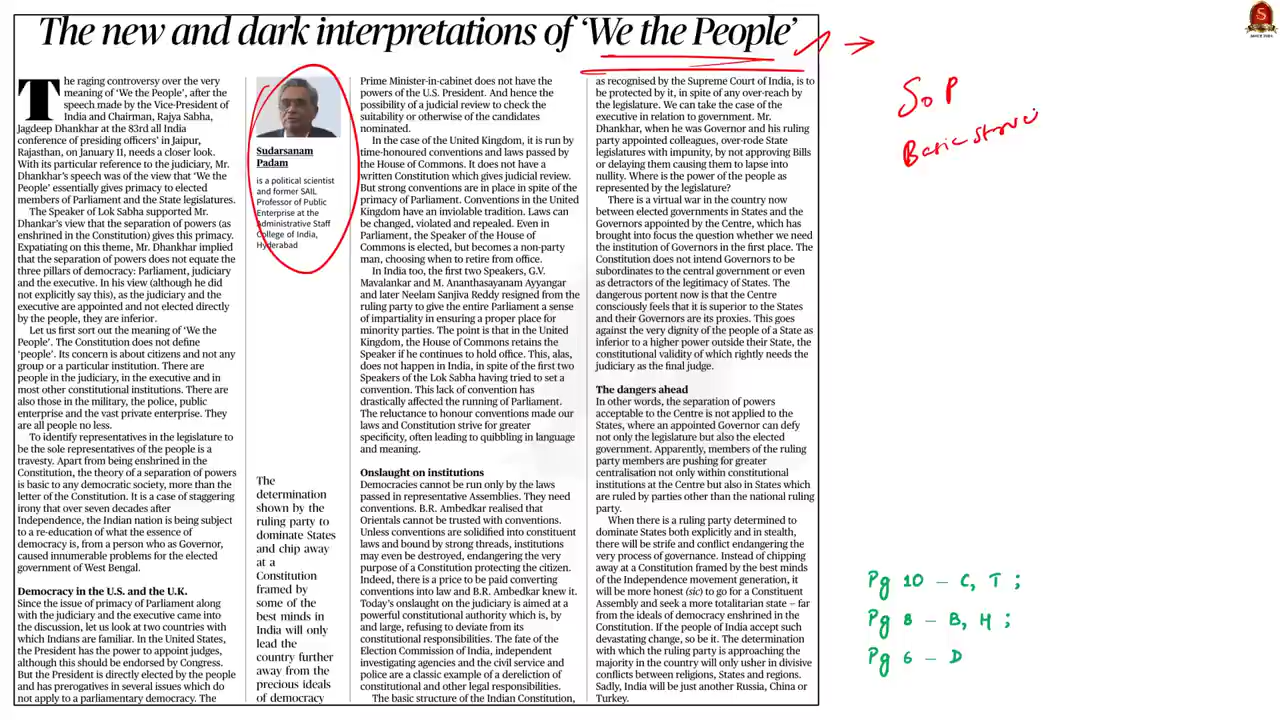 The new and dark interpretations of ‘We the People’
The raging controversy over the very
meaning of ‘We the People’, after the
speech made by the Vice-President of
India and Chairman, Rajya Sabha,
Jagdeep Dhankhar at the 83rd all India
conference of presiding officers’ in Jaipur,
Rajasthan, on January 11, needs a closer look.
With its particular reference to the judiciary, Mr.
Dhankhar’s speech was of the view that ‘We the
People’ essentially gives primacy to elected
members of Parliament and the State legislatures.
The Speaker of Lok Sabha supported Mr.
Dhankar’s view that the separation of powers (as
enshrined in the Constitution) gives this primacy.
Expatiating on this theme, Mr. Dhankhar implied
that the separation of powers does not equate the
three pillars of democracy: Parliament, judiciary
and the executive. In his view (although he did
not explicitly say this), as the judiciary and the
executive are appointed and not elected directly
by the people, they are inferior.
Let us first sort out the meaning of ‘We the
People’. The Constitution does not define
‘people’. Its concern is about citizens and not any
group or a particular institution. There are
people in the judiciary, in the executive and in
most other constitutional institutions. There are
also those in the military, the police, public
enterprise and the vast private enterprise. They
are all people no less.
To identify representatives in the legislature to
be the sole representatives of the people is a
travesty. Apart from being enshrined in the
Constitution, the theory of a separation of powers
is basic to any democratic society, more than the
letter of the Constitution. It is a case of staggering
irony that over seven decades after
Independence, the Indian nation is being subject
to a re-education of what the essence of
democracy is, from a person who as Governor,
caused innumerable problems for the elected
government of West Bengal.
Democracy in the U.S. and the U.K.
Since the issue of primacy of Parliament along
with the judiciary and the executive came into
the discussion, let us look at two countries with
which Indians are familiar. In the United States,
the President has the power to appoint judges,
although this should be endorsed by Congress.
But the President is directly elected by the people
and has prerogatives in several issues which do
not apply to a parliamentary democracy. The
Sudarsanam
Padam
is a political scientist
and former SAIL
Professor of Public
Enterprise at the
Administrative Staff
College of India,
Hyderabad
The
determination
shown by the
ruling party to
dominate States
and chip away
at a
Constitution
framed by
some of the
best minds in
India will only
lead the
country further
away from the
precious ideals
of democracy
Prime Minister-in-cabinet does not have the
powers of the U.S. President. And hence the
possibility of a judicial review to check the
suitability or otherwise of the candidates
nominated.
In the case of the United Kingdom, it is run by
time-honoured conventions and laws passed by
the House of Commons. It does not have a
written Constitution which gives judicial review.
But strong conventions are in place in spite of the
primacy of Parliament. Conventions in the United
Kingdom have an inviolable tradition. Laws can
be changed, violated and repealed. Even in
Parliament, the Speaker of the House of
Commons is elected, but becomes a non-party
man, choosing when to retire from office.
In India too, the first two Speakers, G.V.
Mavalankar and M. Ananthasayanam Ayyangar
and later Neelam Sanjiva Reddy resigned from the
ruling party to give the entire Parliament a sense
of impartiality in ensuring a proper place for
minority parties. The point is that in the United
Kingdom, the House of Commons retains the
Speaker if he continues to hold office. This, alas,
does not happen in India, in spite of the first two
Speakers of the Lok Sabha having tried to set a
convention. This lack of convention has
drastically affected the running of Parliament.
The reluctance to honour conventions made our
laws and Constitution strive for greater
specificity, often leading to quibbling in language
and meaning.
Onslaught on institutions
Democracies cannot be run only by the laws
passed in representative Assemblies. They need
conventions. B.R. Ambedkar realised that
Orientals cannot be trusted with conventions.
Unless conventions are solidified into constituent
laws and bound by strong threads, institutions
may even be destroyed, endangering the very
purpose of a Constitution protecting the citizen.
Indeed, there is a price to be paid converting
conventions into law and B.R. Ambedkar knew it.
Today’s onslaught on the judiciary is aimed at a
powerful constitutional authority which is, by
and large, refusing to deviate from its
constitutional responsibilities. The fate of the
Election Commission of India, independent
investigating agencies and the civil service and
police are a classic example of a dereliction of
constitutional and other legal responsibilities.
The basic structure of the Indian Constitution,
as recognised by the Supreme Court of India, is to
be protected by it, in spite of any over-reach by
the legislature. We can take the case of the
executive in relation to government. Mr.
Dhankhar, when he was Governor and his ruling
party appointed colleagues, over-rode State
legislatures with impunity, by not approving Bills
or delaying them causing them to lapse into
nullity. Where is the power of the people as
represented by the legislature?
There is a virtual war in the country now
between elected governments in States and the
Governors appointed by the Centre, which has
brought into focus the question whether we need
the institution of Governors in the first place. The
Constitution does not intend Governors to be
subordinates to the central government or even
as detractors of the legitimacy of States. The
dangerous portent now is that the Centre
consciously feels that it is superior to the States
and their Governors are its proxies. This goes
against the very dignity of the people of a State as
inferior to a higher power outside their State, the
constitutional validity of which rightly needs the
judiciary as the final judge.
The dangers ahead
In other words, the separation of powers
acceptable to the Centre is not applied to the
States, where an appointed Governor can defy
not only the legislature but also the elected
government. Apparently, members of the ruling
party members are pushing for greater
centralisation not only within constitutional
institutions at the Centre but also in States which
are ruled by parties other than the national ruling
party.
When there is a ruling party determined to
dominate States both explicitly and in stealth,
there will be strife and conflict endangering the
very process of governance. Instead of chipping
away at a Constitution framed by the best minds
of the Independence movement generation, it
will be more honest (sic) to go for a Constituent
Assembly and seek a more totalitarian state – far
from the ideals of democracy enshrined in the
Constitution. If the people of India accept such
devastating change, so be it. The determination
with which the ruling party is approaching the
majority in the country will only usher in divisive
conflicts between religions, States and regions.
Sadly, India will be just another Russia, China or
Turkey.
SoP
Pg 10 – C, T ;
Pg 8 – B, H ;
Pg 6 – D